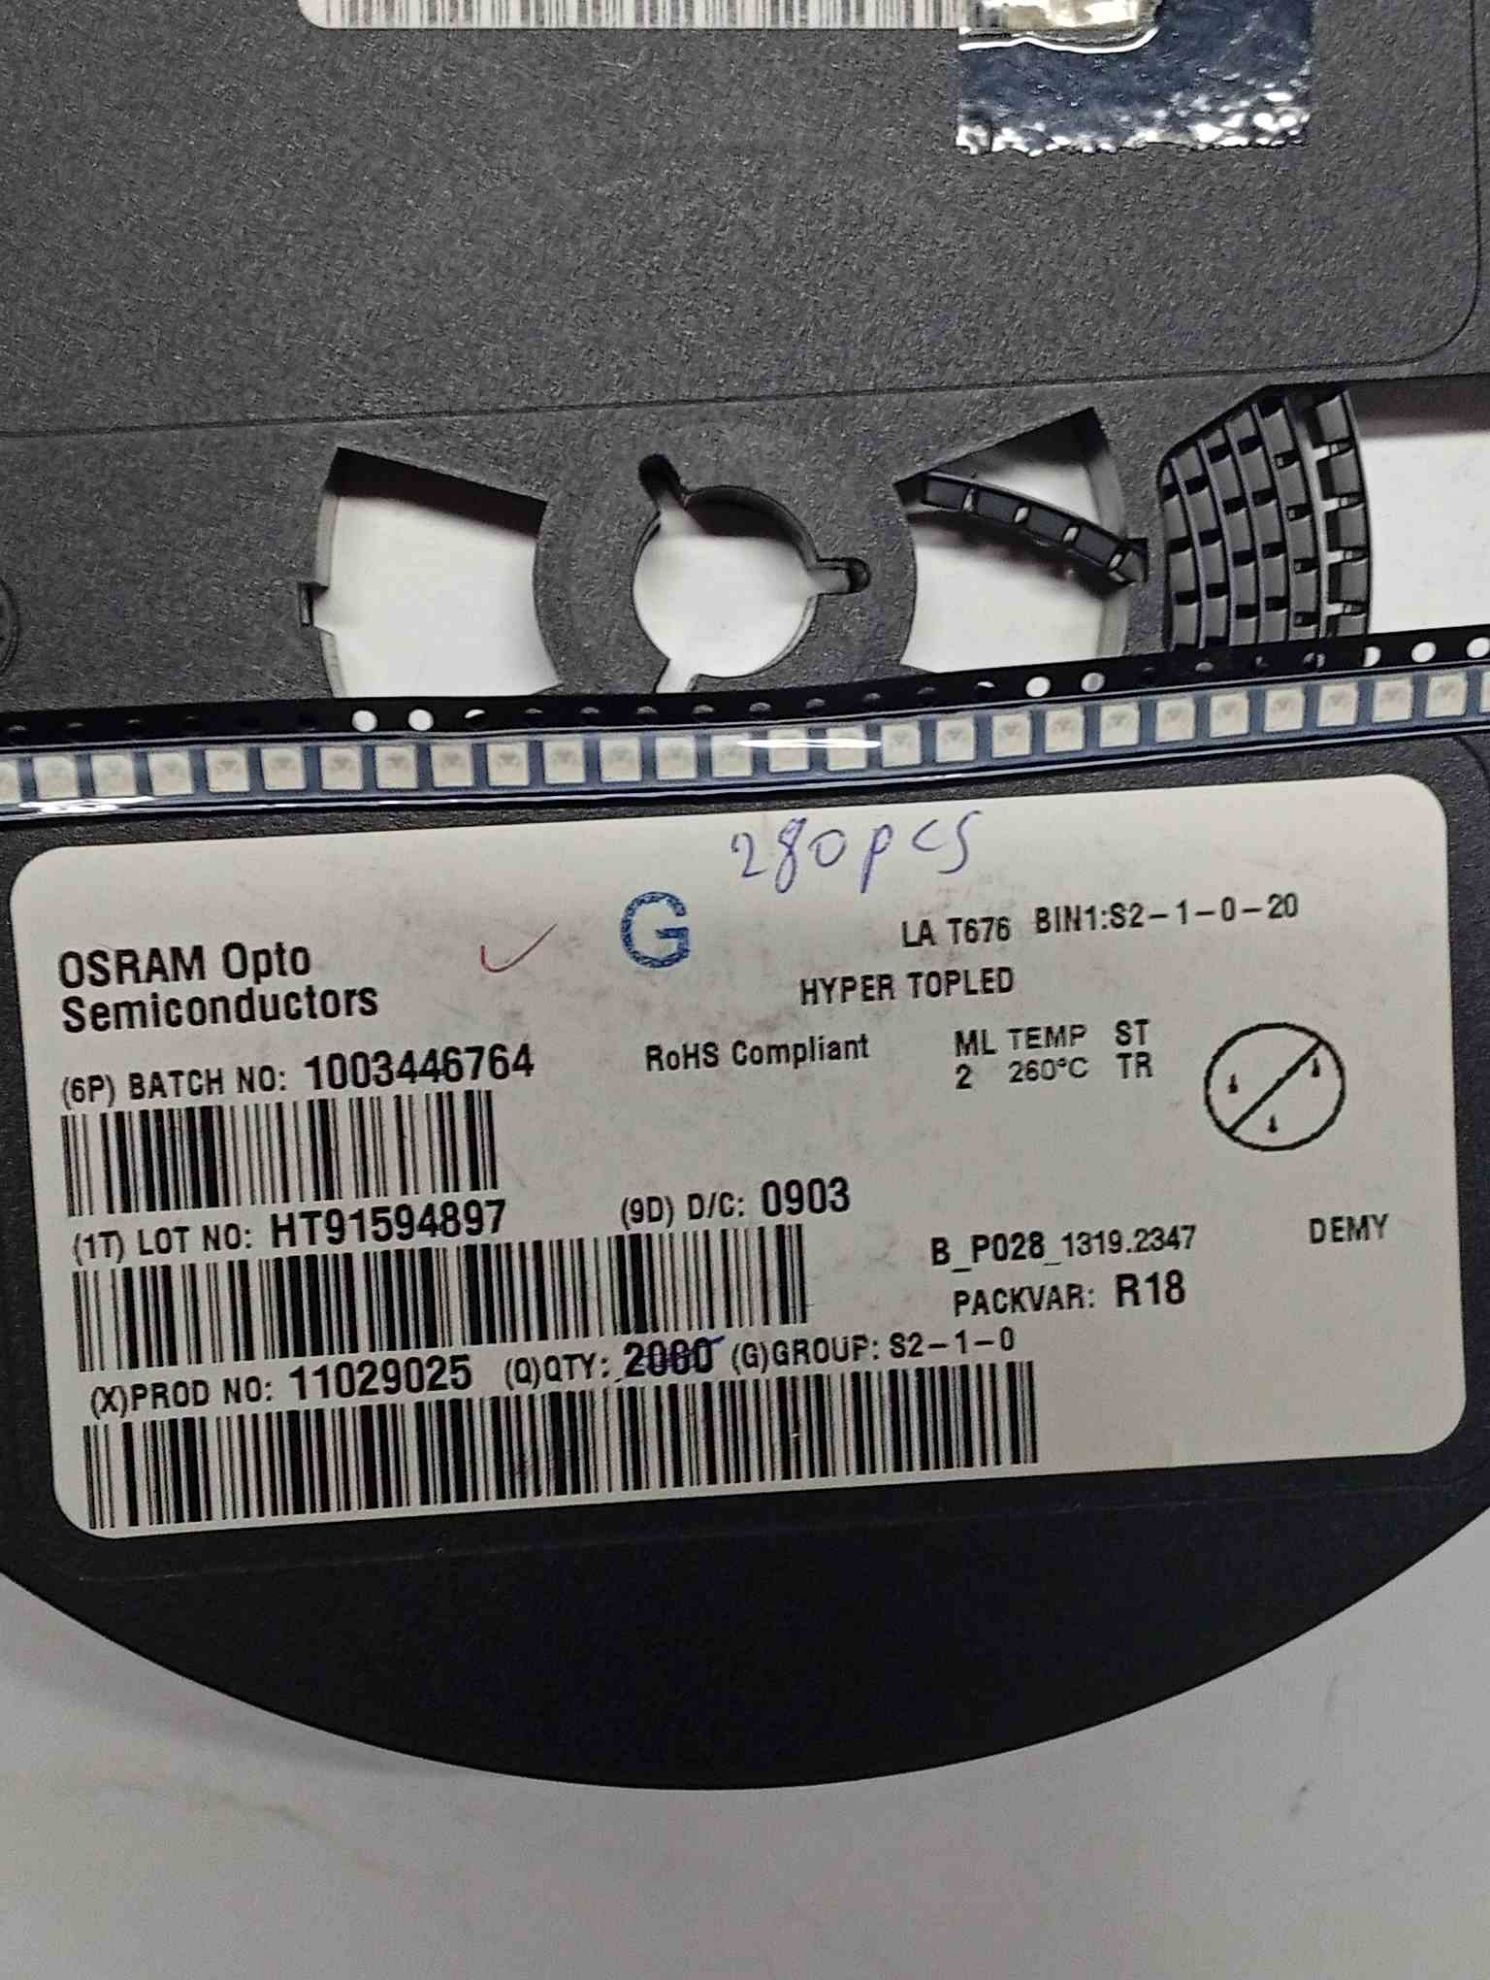 280pcs
G
LA T676 BIN1:S2-1-0-20
OSRAM Opto
Semiconductors
HYPER TOPLED
RoHS Compliant
ML TEMP ST
2 260°C TR
(6P) BATCH NO: 1003446764
(1T) LOT NO: HT91594897 (9D) D/C: 0903
B_P028_1319.2347 DEMY
PACKVAR: R18
(X)PROD NO: 11029025 (Q)QTY: 2000 (G)GROUP: S2-1-0